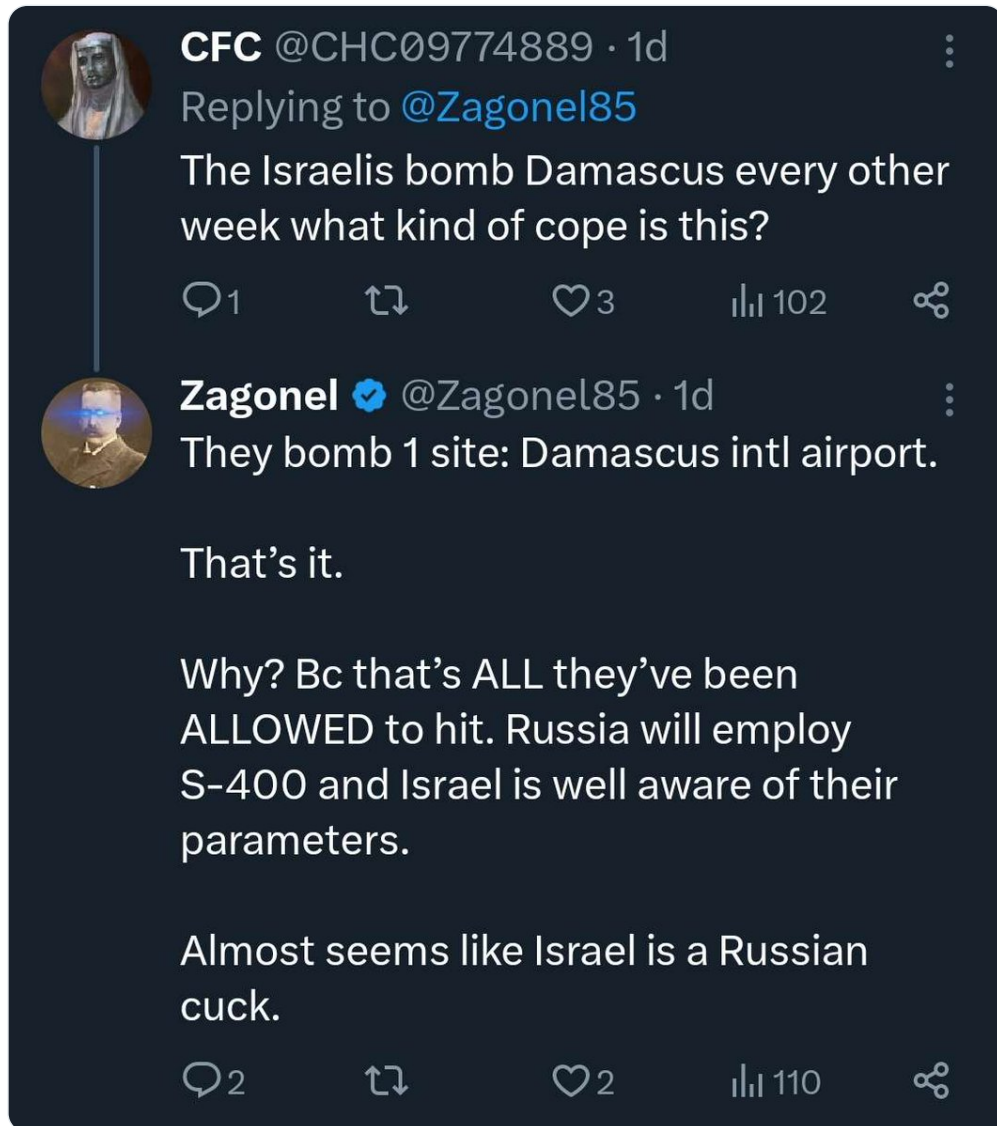 CFC @CHC09774889 · 1d
Replying to @Zagonel85
The Israelis bomb Damascus every other
week what kind of cope is this?
1 3 102
Zagonel @Zagonel85 · 1d
They bomb 1 site: Damascus intl airport.
That’s it.
Why? Bc that’s ALL they’ve been
ALLOWED to hit. Russia will employ
S-400 and Israel is well aware of their
parameters.
Almost seems like Israel is a Russian
cuck.
2 2 110